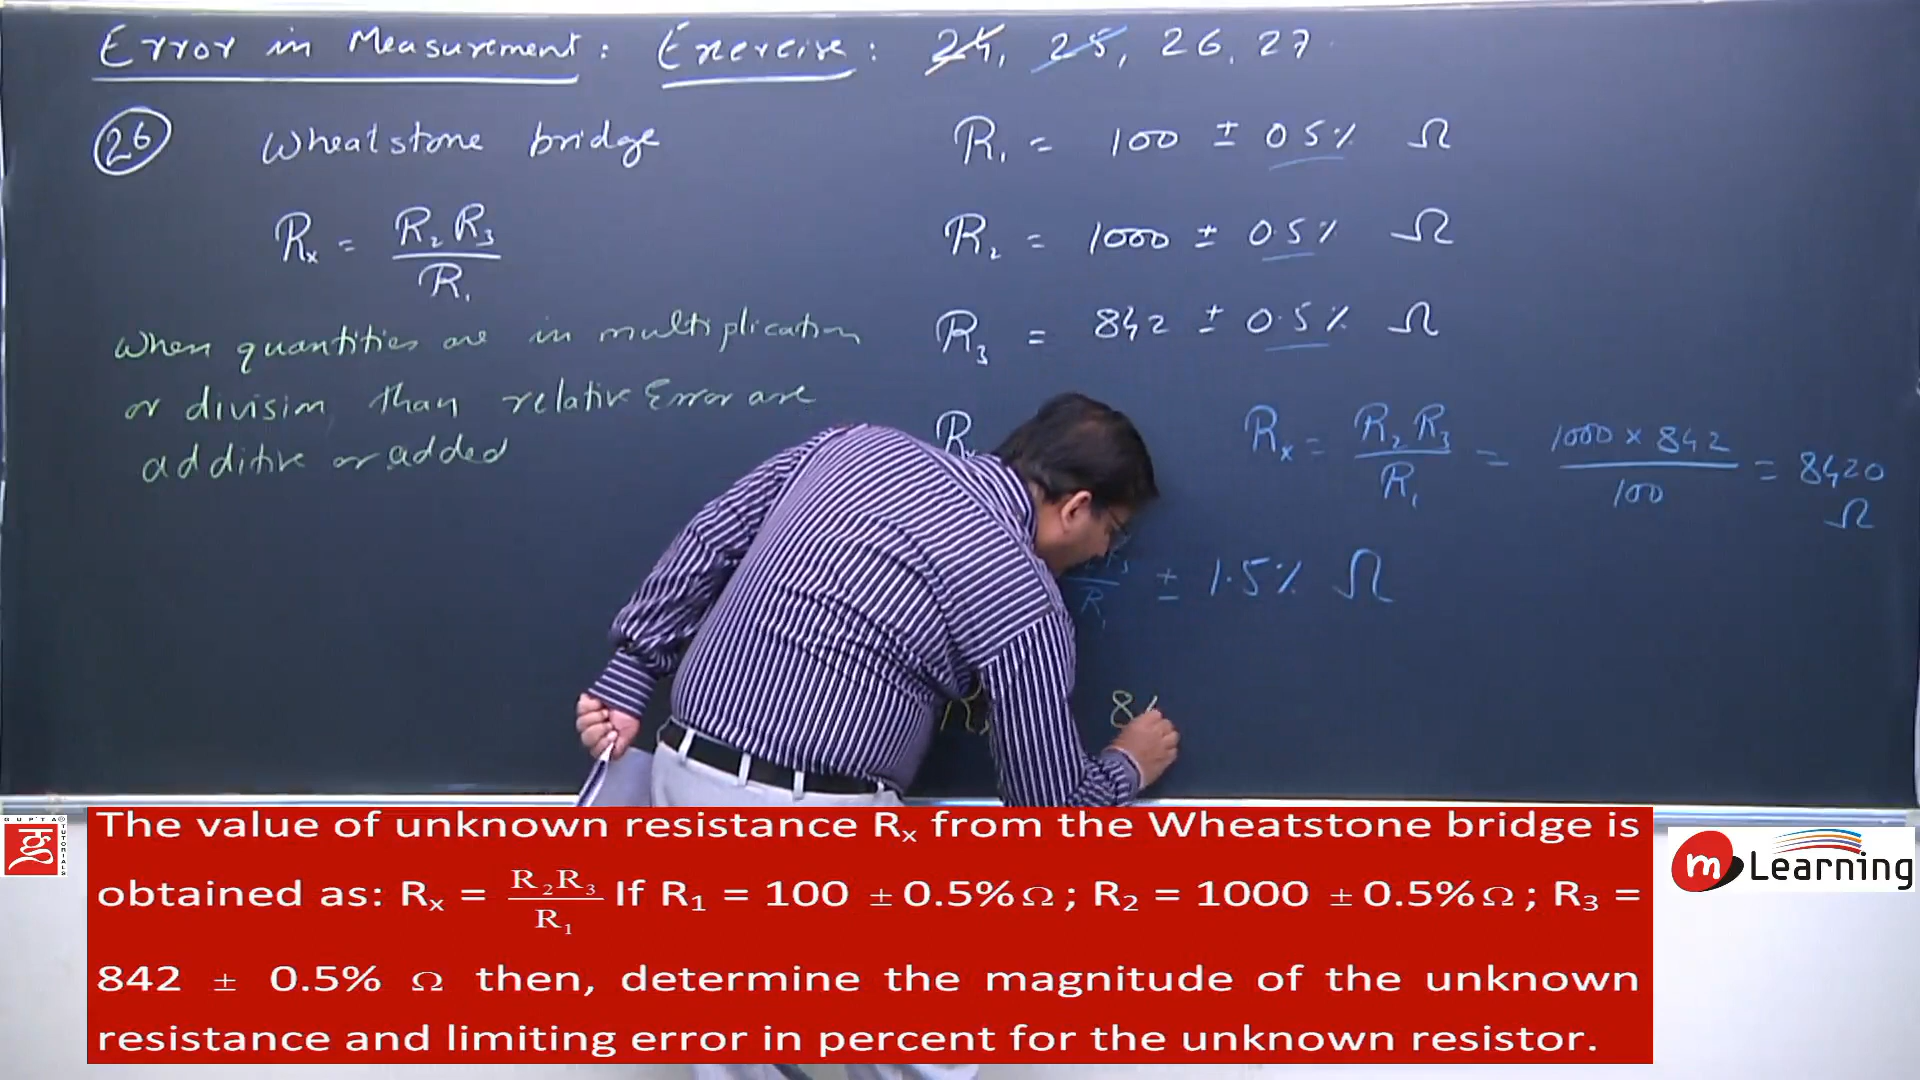 Error in Measurement : Exercise : 24, 25, 26, 27
26 Wheatstone bridge
R₁ = 100 ± 0.5% Ω
Rₓ = R₂R₃/R₁
R₂ = 1000 ± 0.5% Ω
When quantities are in multiplication
or division, than relative Error are
additive or added
R₃ = 842 ± 0.5% Ω
Rₓ = R₂R₃/R₁ = 1000 × 842/100 = 8420 Ω
± 1.5% Ω
The value of unknown resistance Rₓ from the Wheatstone bridge is
obtained as: Rₓ = R₂R₃/R₁ If R₁ = 100 ± 0.5% Ω ; R₂ = 1000 ± 0.5% Ω ; R₃ =
842 ± 0.5% Ω then, determine the magnitude of the unknown
resistance and limiting error in percent for the unknown resistor.
GUPTA TUTORIALS
m Learning